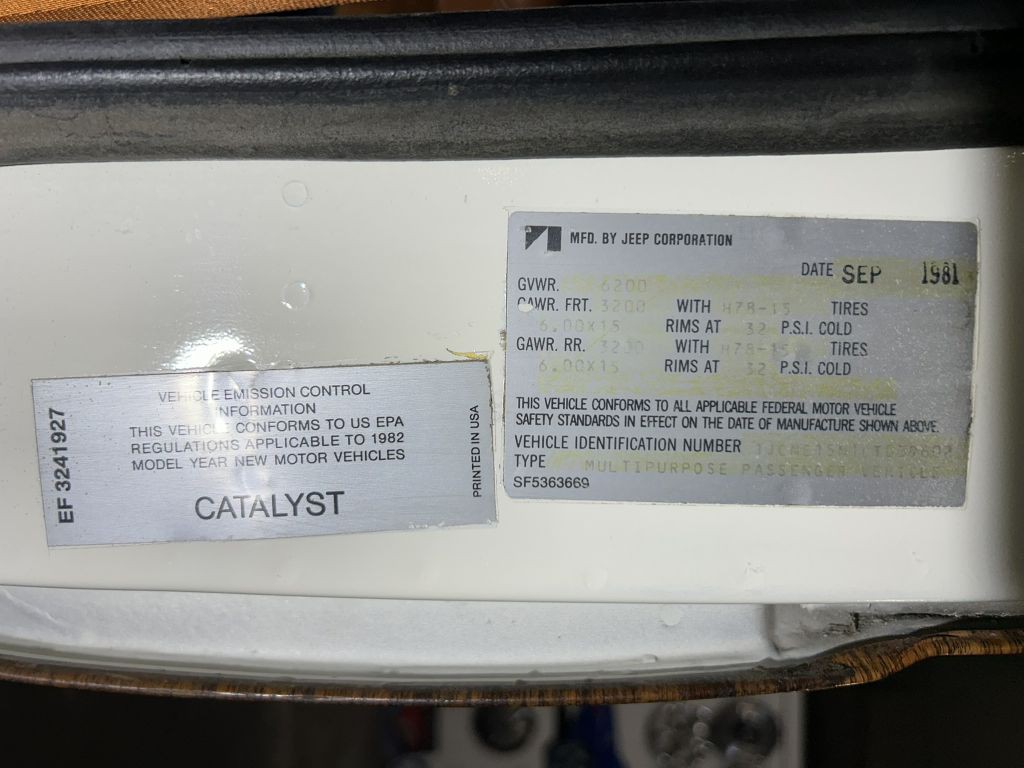 VEHICLE EMISSION CONTROL
INFORMATION
THIS VEHICLE CONFORMS TO US EPA
REGULATIONS APPLICABLE TO 1982
MODEL YEAR NEW MOTOR VEHICLES
CATALYST
EF 3241927
PRINTED IN USA
MFD. BY JEEP CORPORATION
DATE SEP 1981
GVWR. 6200
GAWR. FRT. 3200 WITH H78-15 TIRES
6.00X15 RIMS AT 32 P.S.I. COLD
GAWR. RR. WITH H78-15 TIRES
6.00X15 RIMS AT 32 P.S.I. COLD
THIS VEHICLE CONFORMS TO ALL APPLICABLE FEDERAL MOTOR VEHICLE
SAFETY STANDARDS IN EFFECT ON THE DATE OF MANUFACTURE SHOWN ABOVE.
VEHICLE IDENTIFICATION NUMBER
TYPE MULTIPURPOSE PASSENGER VEHICLE
SF5363669